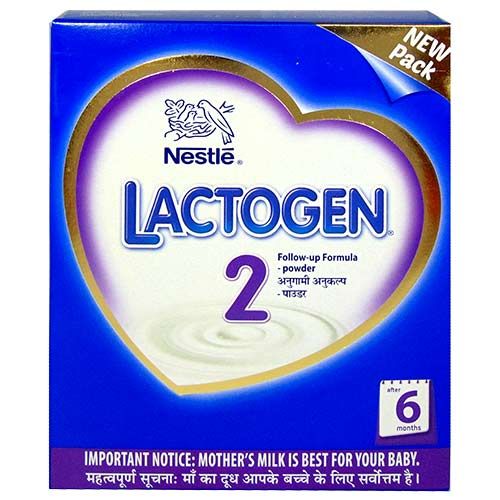 NEW
Pack
Nestlé®
LACTOGEN®
2
Follow-up Formula
- powder
अनुगामी अनुकल्प
- पाउडर
after
6
months
IMPORTANT NOTICE: MOTHER'S MILK IS BEST FOR YOUR BABY.
महत्वपूर्ण सूचना: माँ का दूध आपके बच्चे के लिए सर्वोत्तम है।